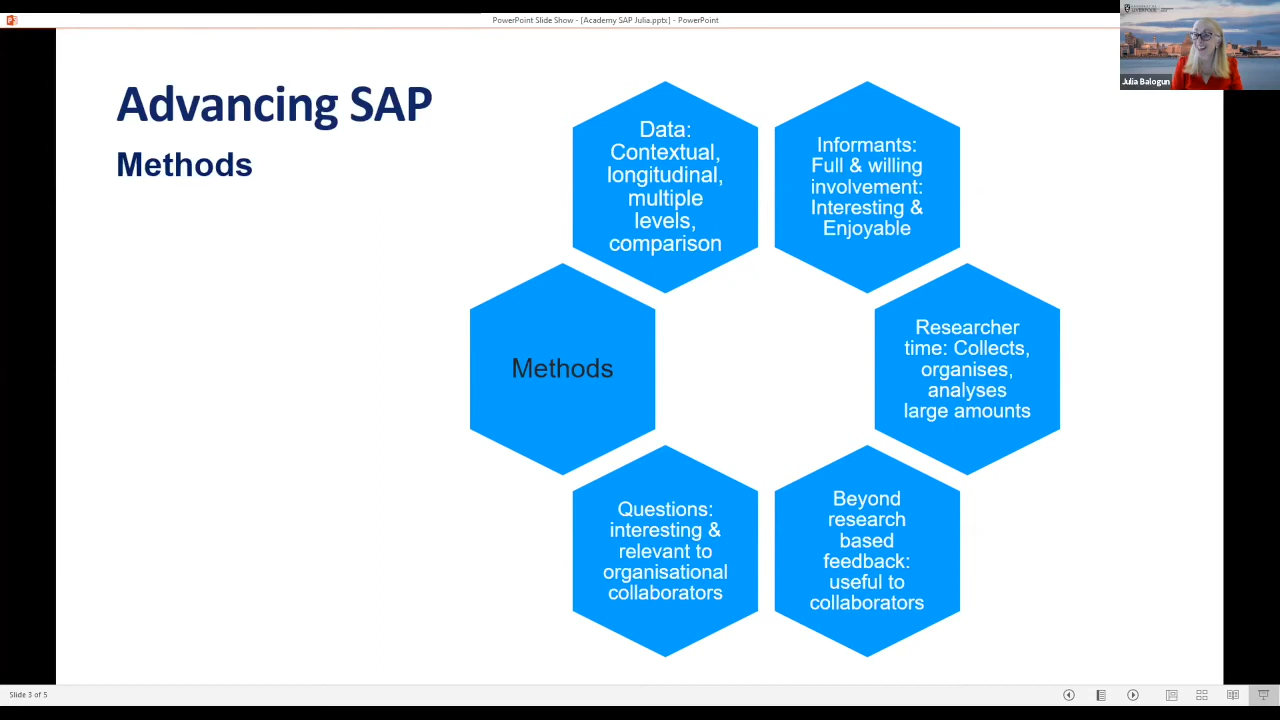 PowerPoint Slide Show - [Academy SAP Julia.pptx] - PowerPoint
LIVERPOOL
Julia Balogun
Advancing SAP
Methods
Data:
Contextual,
longitudinal,
multiple
levels,
comparison
Informants:
Full & willing
involvement:
Interesting &
Enjoyable
Researcher
time: Collects,
organises,
analyses
large amounts
Beyond
research
based
feedback:
useful to
collaborators
Questions:
interesting &
relevant to
organisational
collaborators
Methods
Slide 3 of 5